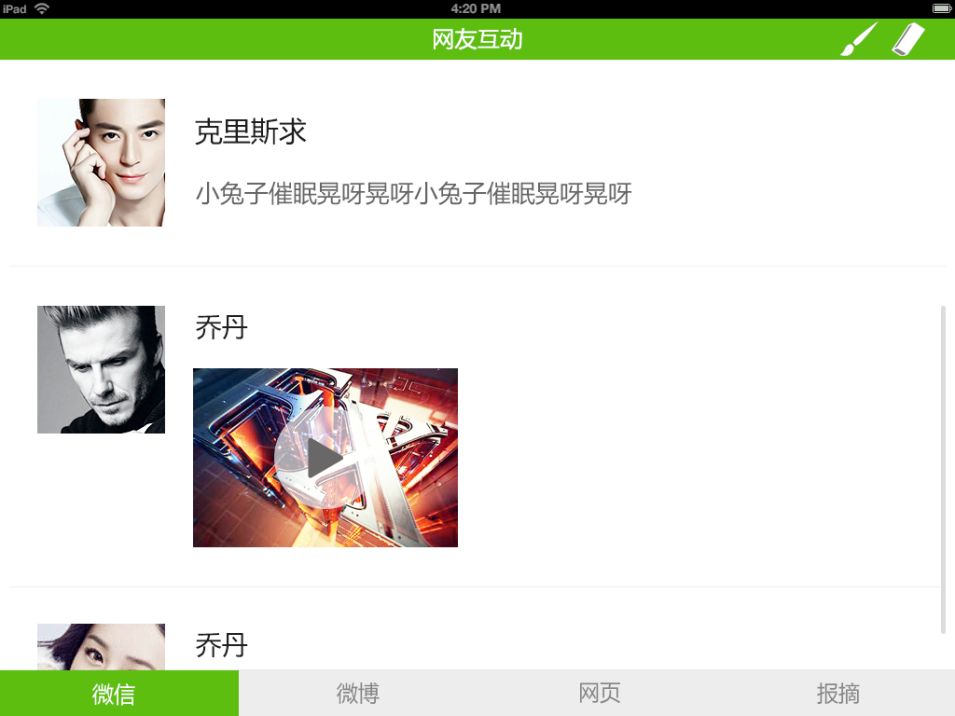 iPad 4:20 PM
网友互动
克里斯求
小兔子催眠晃呀晃呀小兔子催眠晃呀晃呀
乔丹
乔丹
微信 微博 网页 报摘